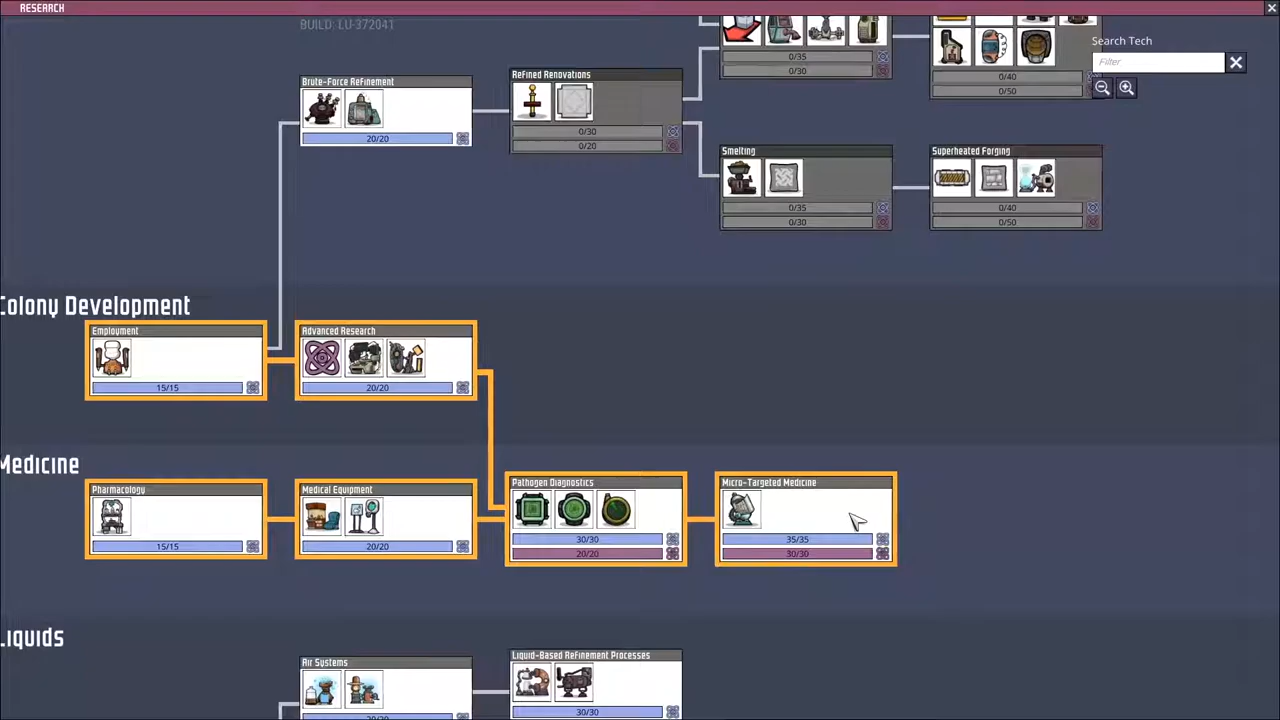 RESEARCH
BUILD: LU-372041
Search Tech
Filter
0/35
0/30
0/40
0/50
Brute-Force Refinement
20/20
Refined Renovations
0/30
0/20
Smelting
0/35
0/30
Superheated Forging
0/40
0/50
Colony Development
Employment
15/15
Advanced Research
20/20
Medicine
Pharmacology
15/15
Medical Equipment
20/20
Pathogen Diagnostics
30/30
20/20
Micro-Targeted Medicine
35/35
30/30
Liquids
Air Systems
20/20
Liquid-Based Refinement Processes
30/30